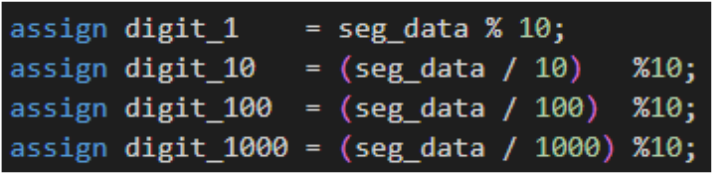 assign digit_1    = seg_data % 10;
assign digit_10   = (seg_data / 10)   %10;
assign digit_100  = (seg_data / 100)  %10;
assign digit_1000 = (seg_data / 1000) %10;